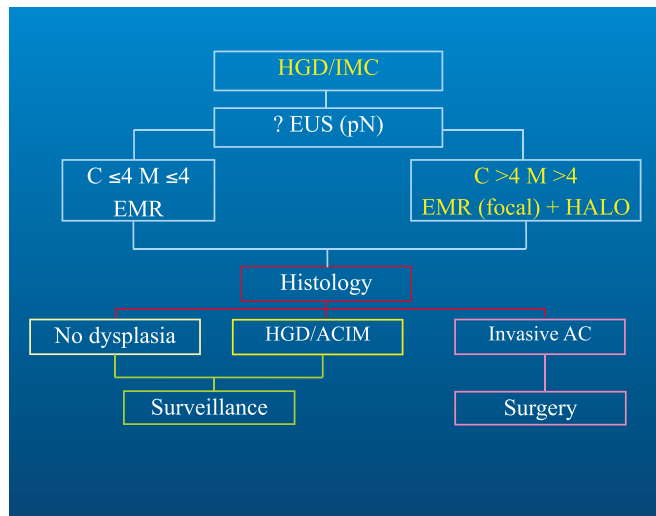 HGD/IMC
? EUS (pN)
C ≤4 M ≤4
EMR
C >4 M >4
EMR (focal) + HALO
Histology
No dysplasia
HGD/ACIM
Invasive AC
Surveillance
Surgery